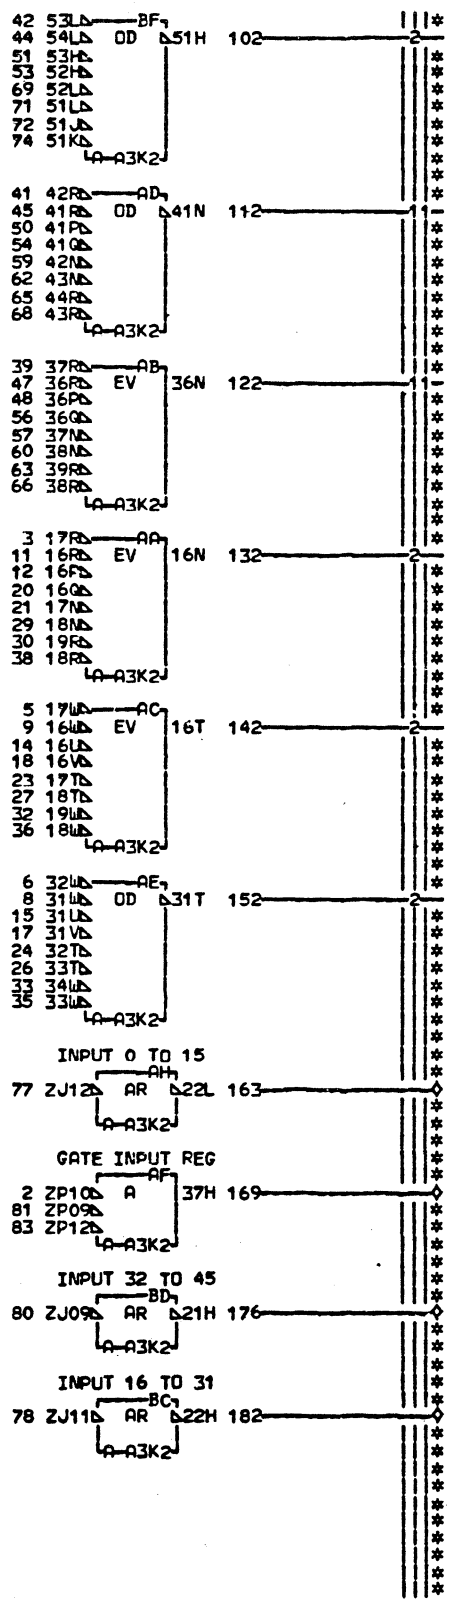 42 53L BF
44 54L OD 51H 102 2
51 53H
53 52H
69 52L
71 51L
72 51J
74 51K
A A3K2
41 42R AD
45 41R OD 41N 112 11
50 41P
54 41Q
59 42N
62 43N
65 44R
68 43R
A A3K2
39 37R AB
47 36R EV 36N 122 11
48 36P
56 36Q
57 37N
60 38N
63 39R
66 38R
A A3K2
3 17R AA
11 16R EV 16N 132 2
12 16P
20 16Q
21 17N
29 18N
30 19R
38 18R
A A3K2
5 17W AC
9 16W EV 16T 142 2
14 16U
18 16V
23 17T
27 18T
32 19W
36 18W
A A3K2
6 32W AE
8 31W OD 31T 152 2
15 31U
17 31V
24 32T
26 33T
33 34W
35 33W
A A3K2
INPUT 0 TO 15
AH
77 ZJ12 AR 22L 163
A A3K2
GATE INPUT REG
AF
2 ZP10 A 37H 169
81 ZP09
83 ZP12
A A3K2
INPUT 32 TO 45
BD
80 ZJ09 AR 21H 176
A A3K2
INPUT 16 TO 31
BC
78 ZJ11 AR 22H 182
A A3K2